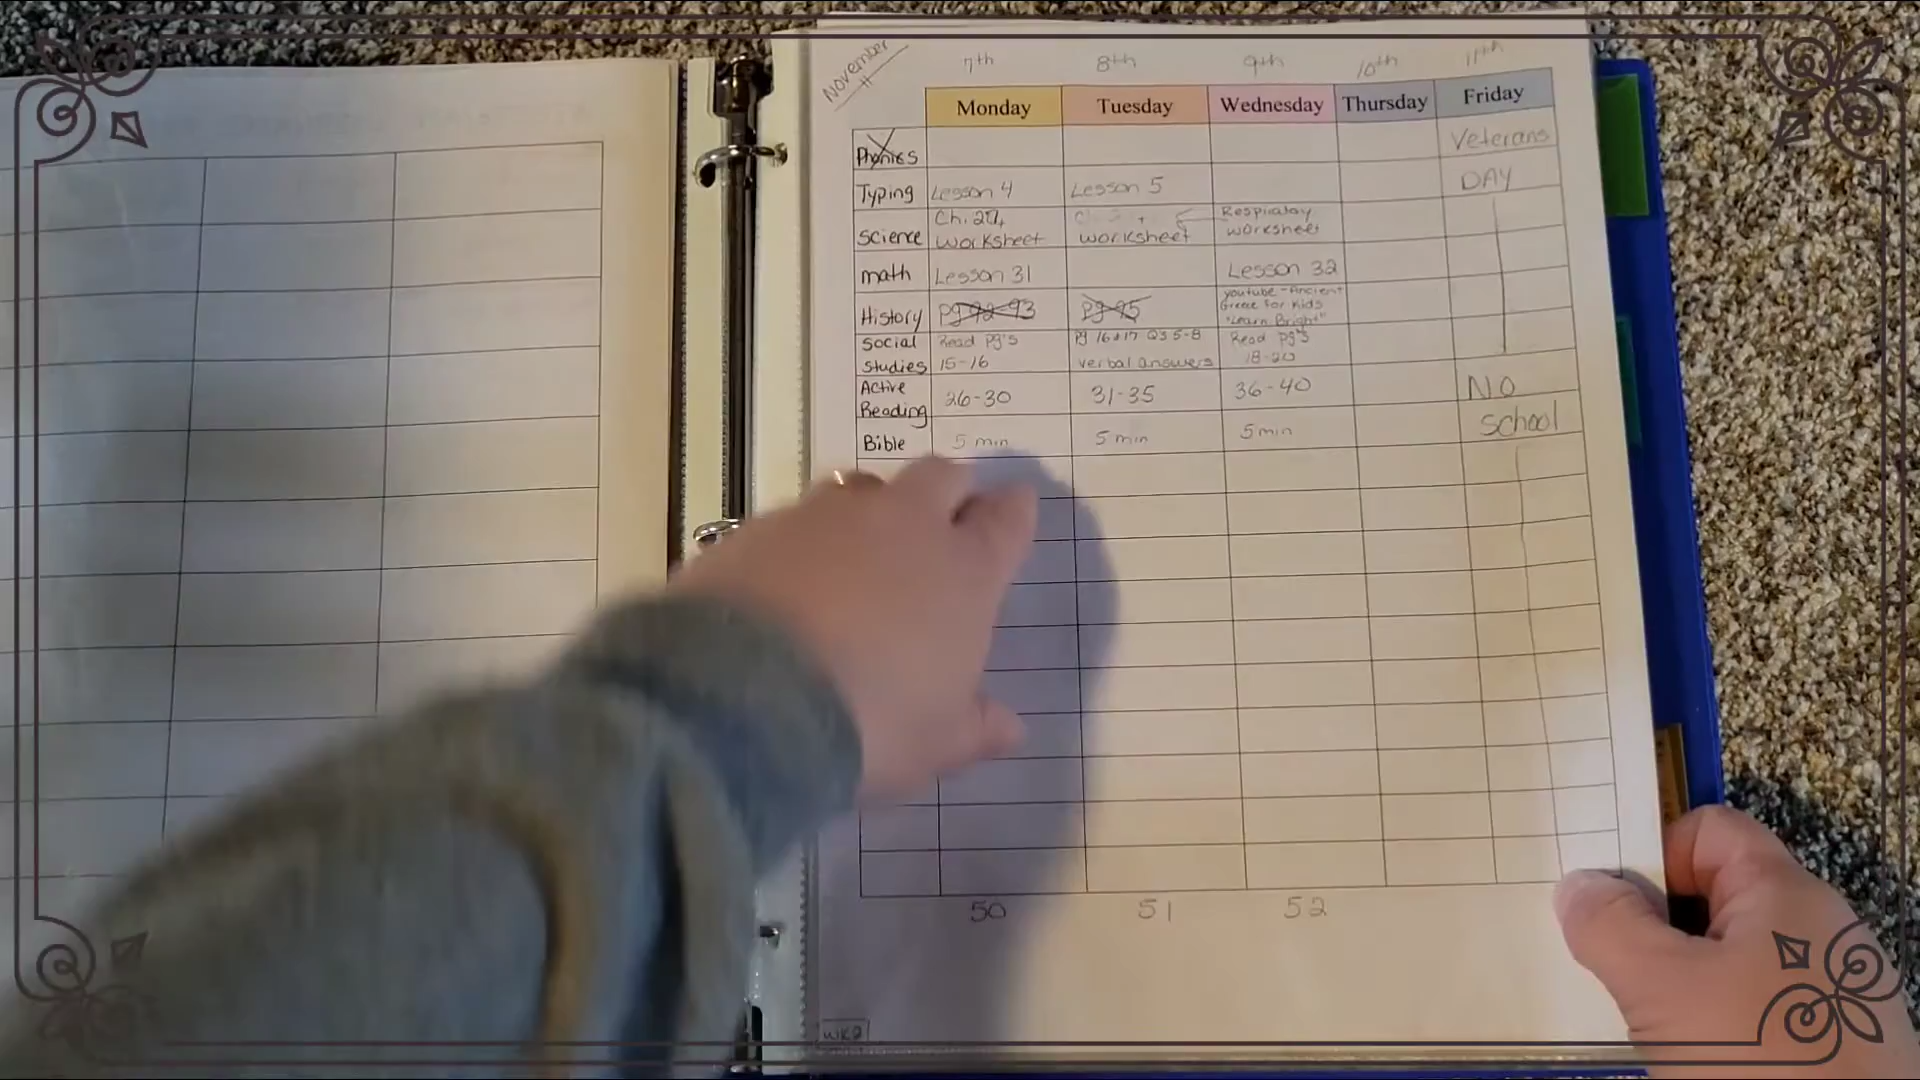 November
7th 8th 9th 10th 11th
Monday Tuesday Wednesday Thursday Friday
Phonics Veterans
Typing Lesson 4 Lesson 5 DAY
Science Ch. worksheet worksheet Respiratory worksheet
math Lesson 31 Lesson 32
History pg 92-93 pg 95 youtube - Ancient Greece for Kids "Learn Bright"
Social Studies Read pg's 15-16 pg 16+17 Q's 5-8 verbal answers Read pg's 18-20
Active Reading 26-30 31-35 36-40 NO
Bible 5 min 5 min 5 min School
50 51 52
WK2